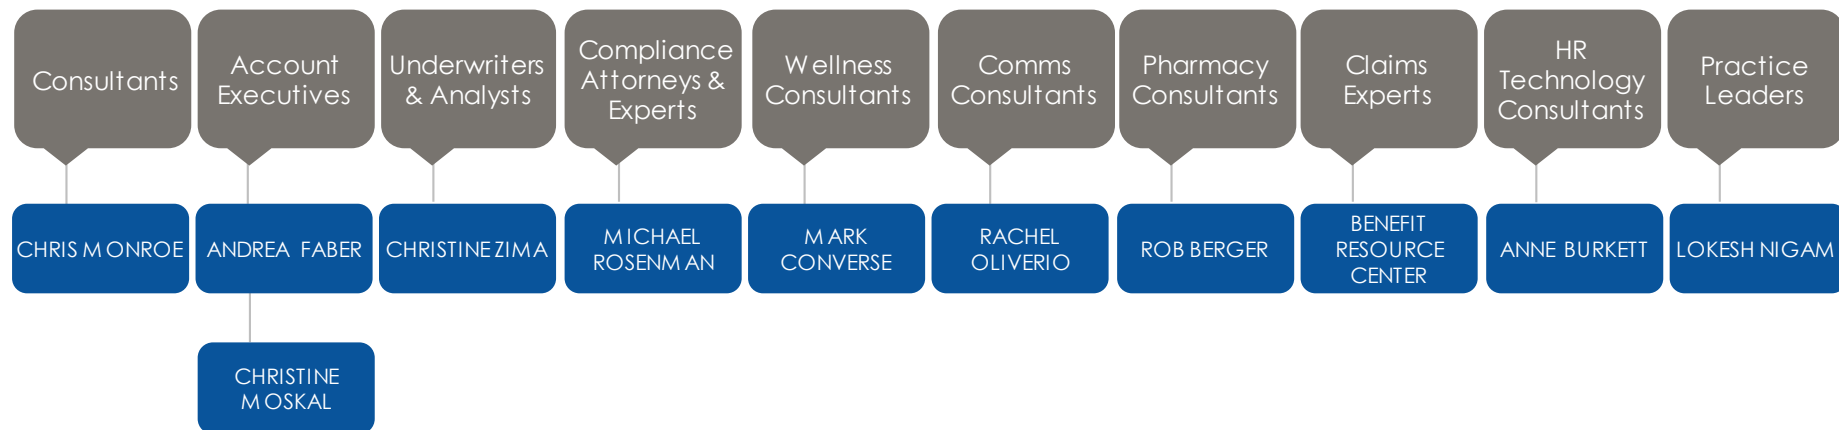 Consultants
Account
Executives
Underwriters
& Analysts
Compliance
Attorneys &
Experts
Wellness
Consultants
Comms
Consultants
Pharmacy
Consultants
Claims
Experts
HR
Technology
Consultants
Practice
Leaders
CHRIS MONROE
ANDREA FABER
CHRISTINE ZIMA
MICHAEL
ROSENMAN
MARK
CONVERSE
RACHEL
OLIVERIO
ROB BERGER
BENEFIT
RESOURCE
CENTER
ANNE BURKETT
LOKESH NIGAM
CHRISTINE
MOSKAL